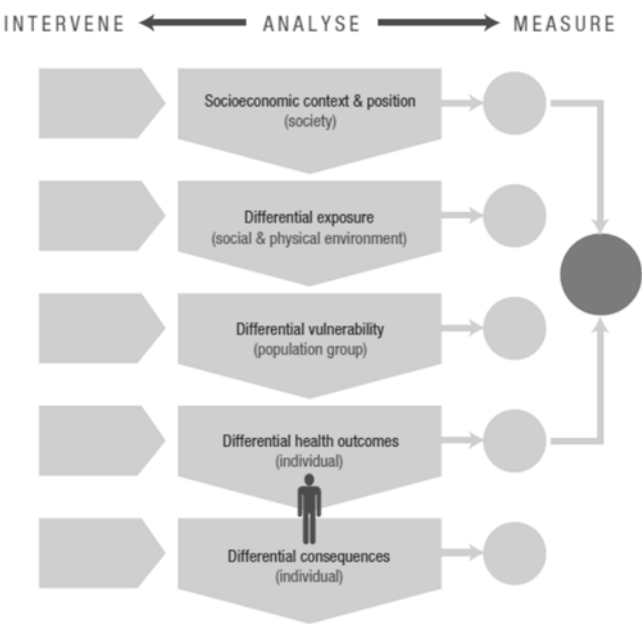 INTERVENE ANALYSE MEASURE
Socioeconomic context & position
(society)
Differential exposure
(social & physical environment)
Differential vulnerability
(population group)
Differential health outcomes
(individual)
Differential consequences
(individual)